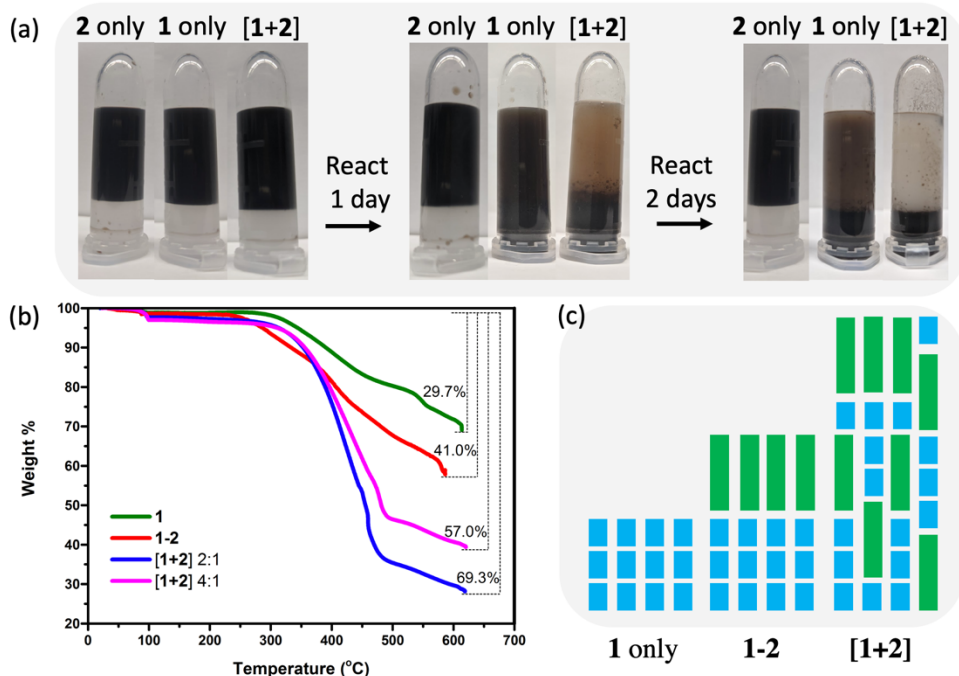 (a)
2 only 1 only [1+2]
React
1 day
2 only 1 only [1+2]
React
2 days
2 only 1 only [1+2]
(b)
100
90
80
70
60
50
40
30
20
Weight %
29.7%
41.0%
57.0%
69.3%
1
1-2
[1+2] 2:1
[1+2] 4:1
0 100 200 300 400 500 600 700
Temperature (°C)
(c)
1 only 1-2 [1+2]